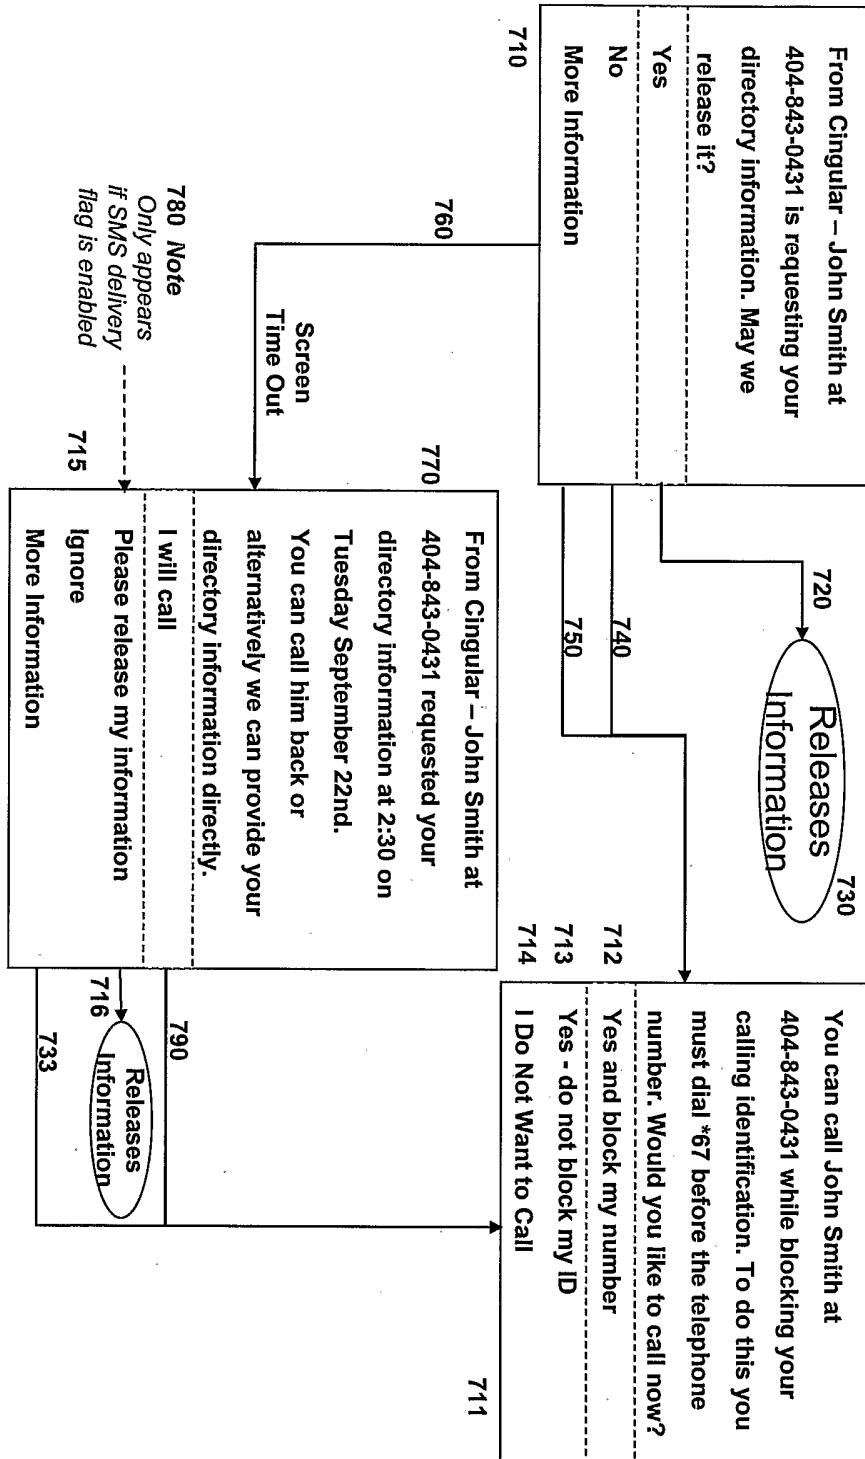 From Cingular – John Smith at
404-843-0431 is requesting your
directory information. May we
release it?
Yes
No
More Information
710
720
Releases
Information
730
740
750
You can call John Smith at
404-843-0431 while blocking your
calling identification. To do this you
must dial *67 before the telephone
number. Would you like to call now?
712
Yes and block my number
713
Yes - do not block my ID
714
I Do Not Want to Call
711
760
Screen
Time Out
770
From Cingular – John Smith at
404-843-0431 requested your
directory information at 2:30 on
Tuesday September 22nd.
You can call him back or
alternatively we can provide your
directory information directly.
I will call
Please release my information
Ignore
More Information
780 Note
Only appears
if SMS delivery
flag is enabled
715
790
716
Releases
Information
733